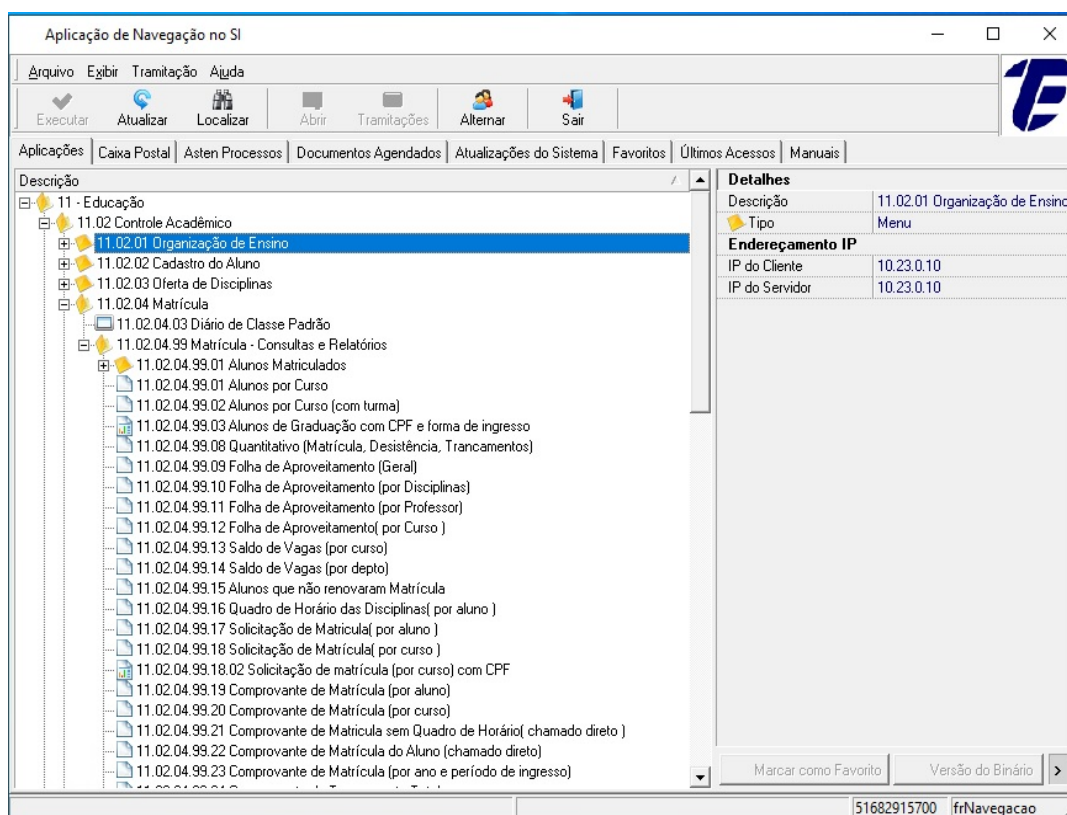 Aplicação de Navegação no SI
Arquivo Exibir Tramitação Ajuda
Executar Atualizar Localizar Abrir Tramitações Alternar Sair
Aplicações Caixa Postal Asten Processos Documentos Agendados Atualizações do Sistema Favoritos Últimos Acessos Manuais
Descrição
11 - Educação
11.02 Controle Acadêmico
11.02.01 Organização de Ensino
11.02.02 Cadastro do Aluno
11.02.03 Oferta de Disciplinas
11.02.04 Matrícula
11.02.04.03 Diário de Classe Padrão
11.02.04.99 Matrícula - Consultas e Relatórios
11.02.04.99.01 Alunos Matriculados
11.02.04.99.01 Alunos por Curso
11.02.04.99.02 Alunos por Curso (com turma)
11.02.04.99.03 Alunos de Graduação com CPF e forma de ingresso
11.02.04.99.08 Quantitativo (Matrícula, Desistência, Trancamentos)
11.02.04.99.09 Folha de Aproveitamento (Geral)
11.02.04.99.10 Folha de Aproveitamento (por Disciplinas)
11.02.04.99.11 Folha de Aproveitamento (por Professor)
11.02.04.99.12 Folha de Aproveitamento( por Curso )
11.02.04.99.13 Saldo de Vagas (por curso)
11.02.04.99.14 Saldo de Vagas (por depto)
11.02.04.99.15 Alunos que não renovaram Matrícula
11.02.04.99.16 Quadro de Horário das Disciplinas( por aluno )
11.02.04.99.17 Solicitação de Matricula( por aluno )
11.02.04.99.18 Solicitação de Matrícula( por curso )
11.02.04.99.18.02 Solicitação de matrícula (por curso) com CPF
11.02.04.99.19 Comprovante de Matrícula (por aluno)
11.02.04.99.20 Comprovante de Matrícula (por curso)
11.02.04.99.21 Comprovante de Matricula sem Quadro de Horário( chamado direto )
11.02.04.99.22 Comprovante de Matrícula do Aluno (chamado direto)
11.02.04.99.23 Comprovante de Matrícula (por ano e período de ingresso)
Detalhes
Descrição 11.02.01 Organização de Ensino
Tipo Menu
Endereçamento IP
IP do Cliente 10.23.0.10
IP do Servidor 10.23.0.10
Marcar como Favorito Versão do Binário
51682915700 frNavegacao